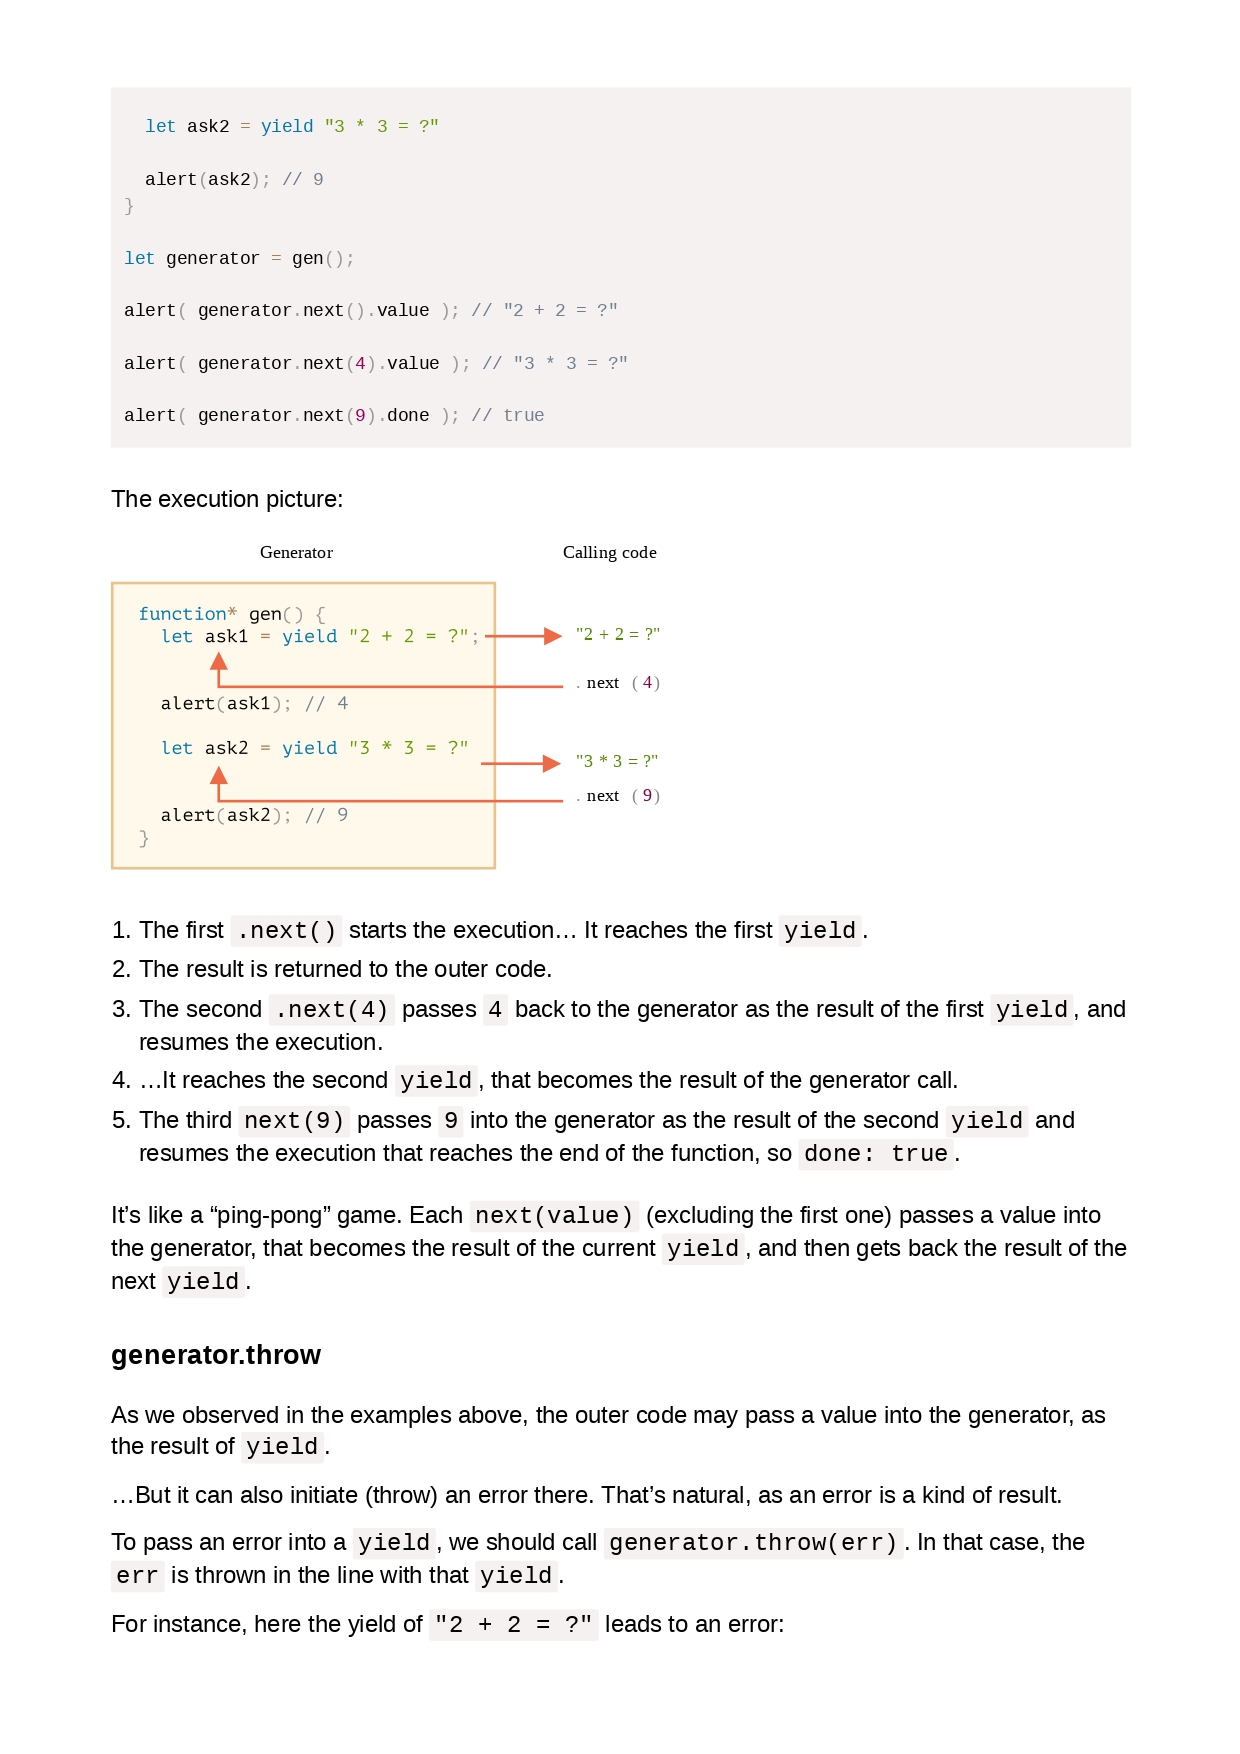 let ask2 = yield "3 * 3 = ?"
alert(ask2); // 9
}
let generator = gen();
alert( generator.next().value ); // "2 + 2 = ?"
alert( generator.next(4).value ); // "3 * 3 = ?"
alert( generator.next(9).done ); // true
The execution picture:
Generator
Calling code
function* gen() {
let ask1 = yield "2 + 2 = ?";
"2 + 2 = ?"
. next ( 4)
alert(ask1); // 4
let ask2 = yield "3 * 3 = ?"
"3 * 3 = ?"
. next ( 9)
alert(ask2); // 9
}
1. The first .next() starts the execution… It reaches the first yield.
2. The result is returned to the outer code.
3. The second .next(4) passes 4 back to the generator as the result of the first yield, and
resumes the execution.
4. …It reaches the second yield, that becomes the result of the generator call.
5. The third next(9) passes 9 into the generator as the result of the second yield and
resumes the execution that reaches the end of the function, so done: true.
It’s like a “ping-pong” game. Each next(value) (excluding the first one) passes a value into
the generator, that becomes the result of the current yield, and then gets back the result of the
next yield.
generator.throw
As we observed in the examples above, the outer code may pass a value into the generator, as
the result of yield.
…But it can also initiate (throw) an error there. That’s natural, as an error is a kind of result.
To pass an error into a yield, we should call generator.throw(err). In that case, the
err is thrown in the line with that yield.
For instance, here the yield of "2 + 2 = ?" leads to an error: